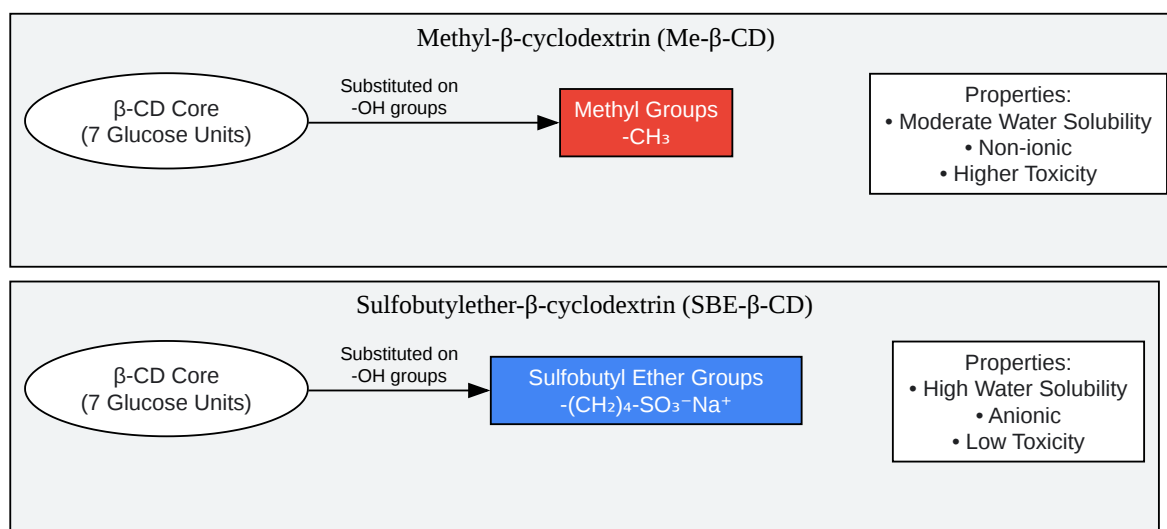 Methyl-β-cyclodextrin (Me-β-CD)
β-CD Core
(7 Glucose Units)
Substituted on
-OH groups
Methyl Groups
-CH₃
Properties:
• Moderate Water Solubility
• Non-ionic
• Higher Toxicity
Sulfobutylether-β-cyclodextrin (SBE-β-CD)
β-CD Core
(7 Glucose Units)
Substituted on
-OH groups
Sulfobutyl Ether Groups
-(CH₂)₄-SO₃⁻Na⁺
Properties:
• High Water Solubility
• Anionic
• Low Toxicity